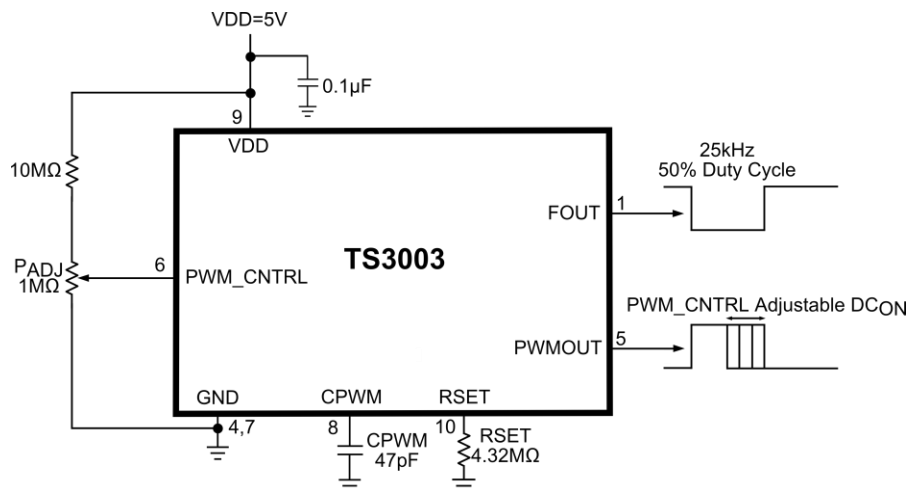 VDD=5V
0.1µF
9
VDD
10MΩ
25kHz
50% Duty Cycle
FOUT
1
TS3003
PADJ
1MΩ
6
PWM_CNTRL
PWM_CNTRL Adjustable DCON
PWMOUT
5
GND
CPWM
RSET
4,7
8
10
CPWM
47pF
RSET
4.32MΩ